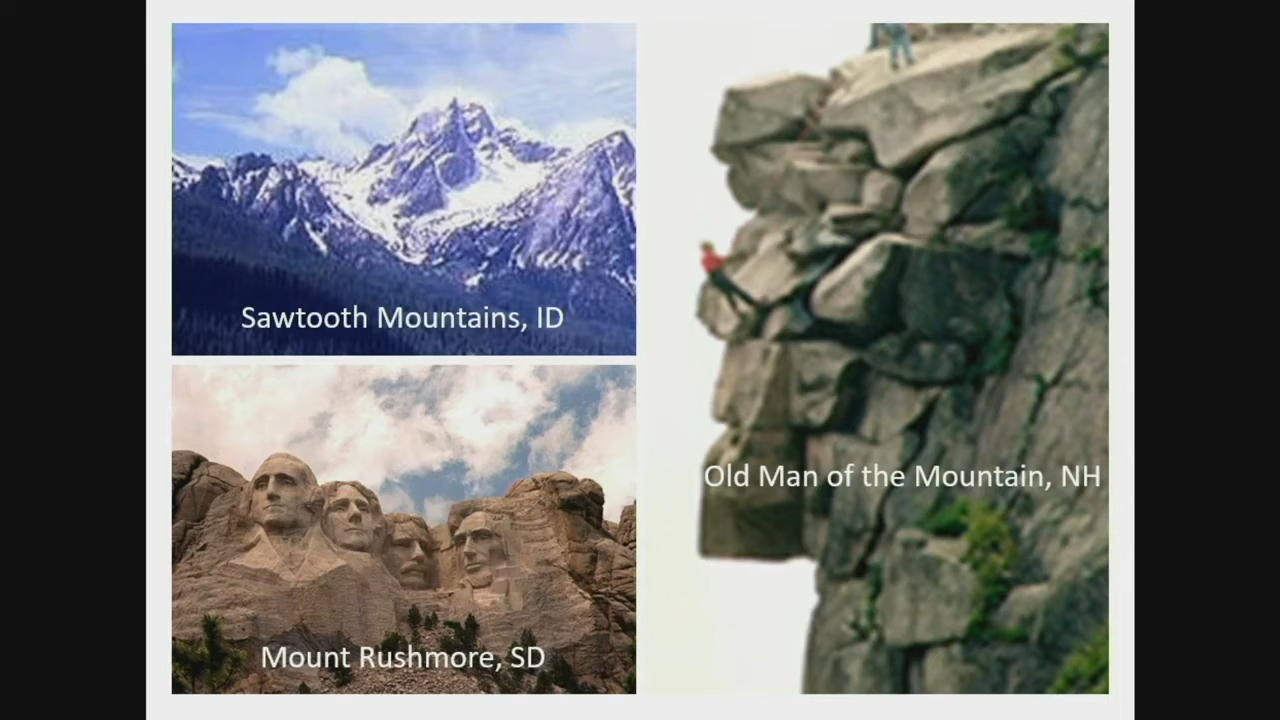 Sawtooth Mountains, ID
Mount Rushmore, SD
Old Man of the Mountain, NH